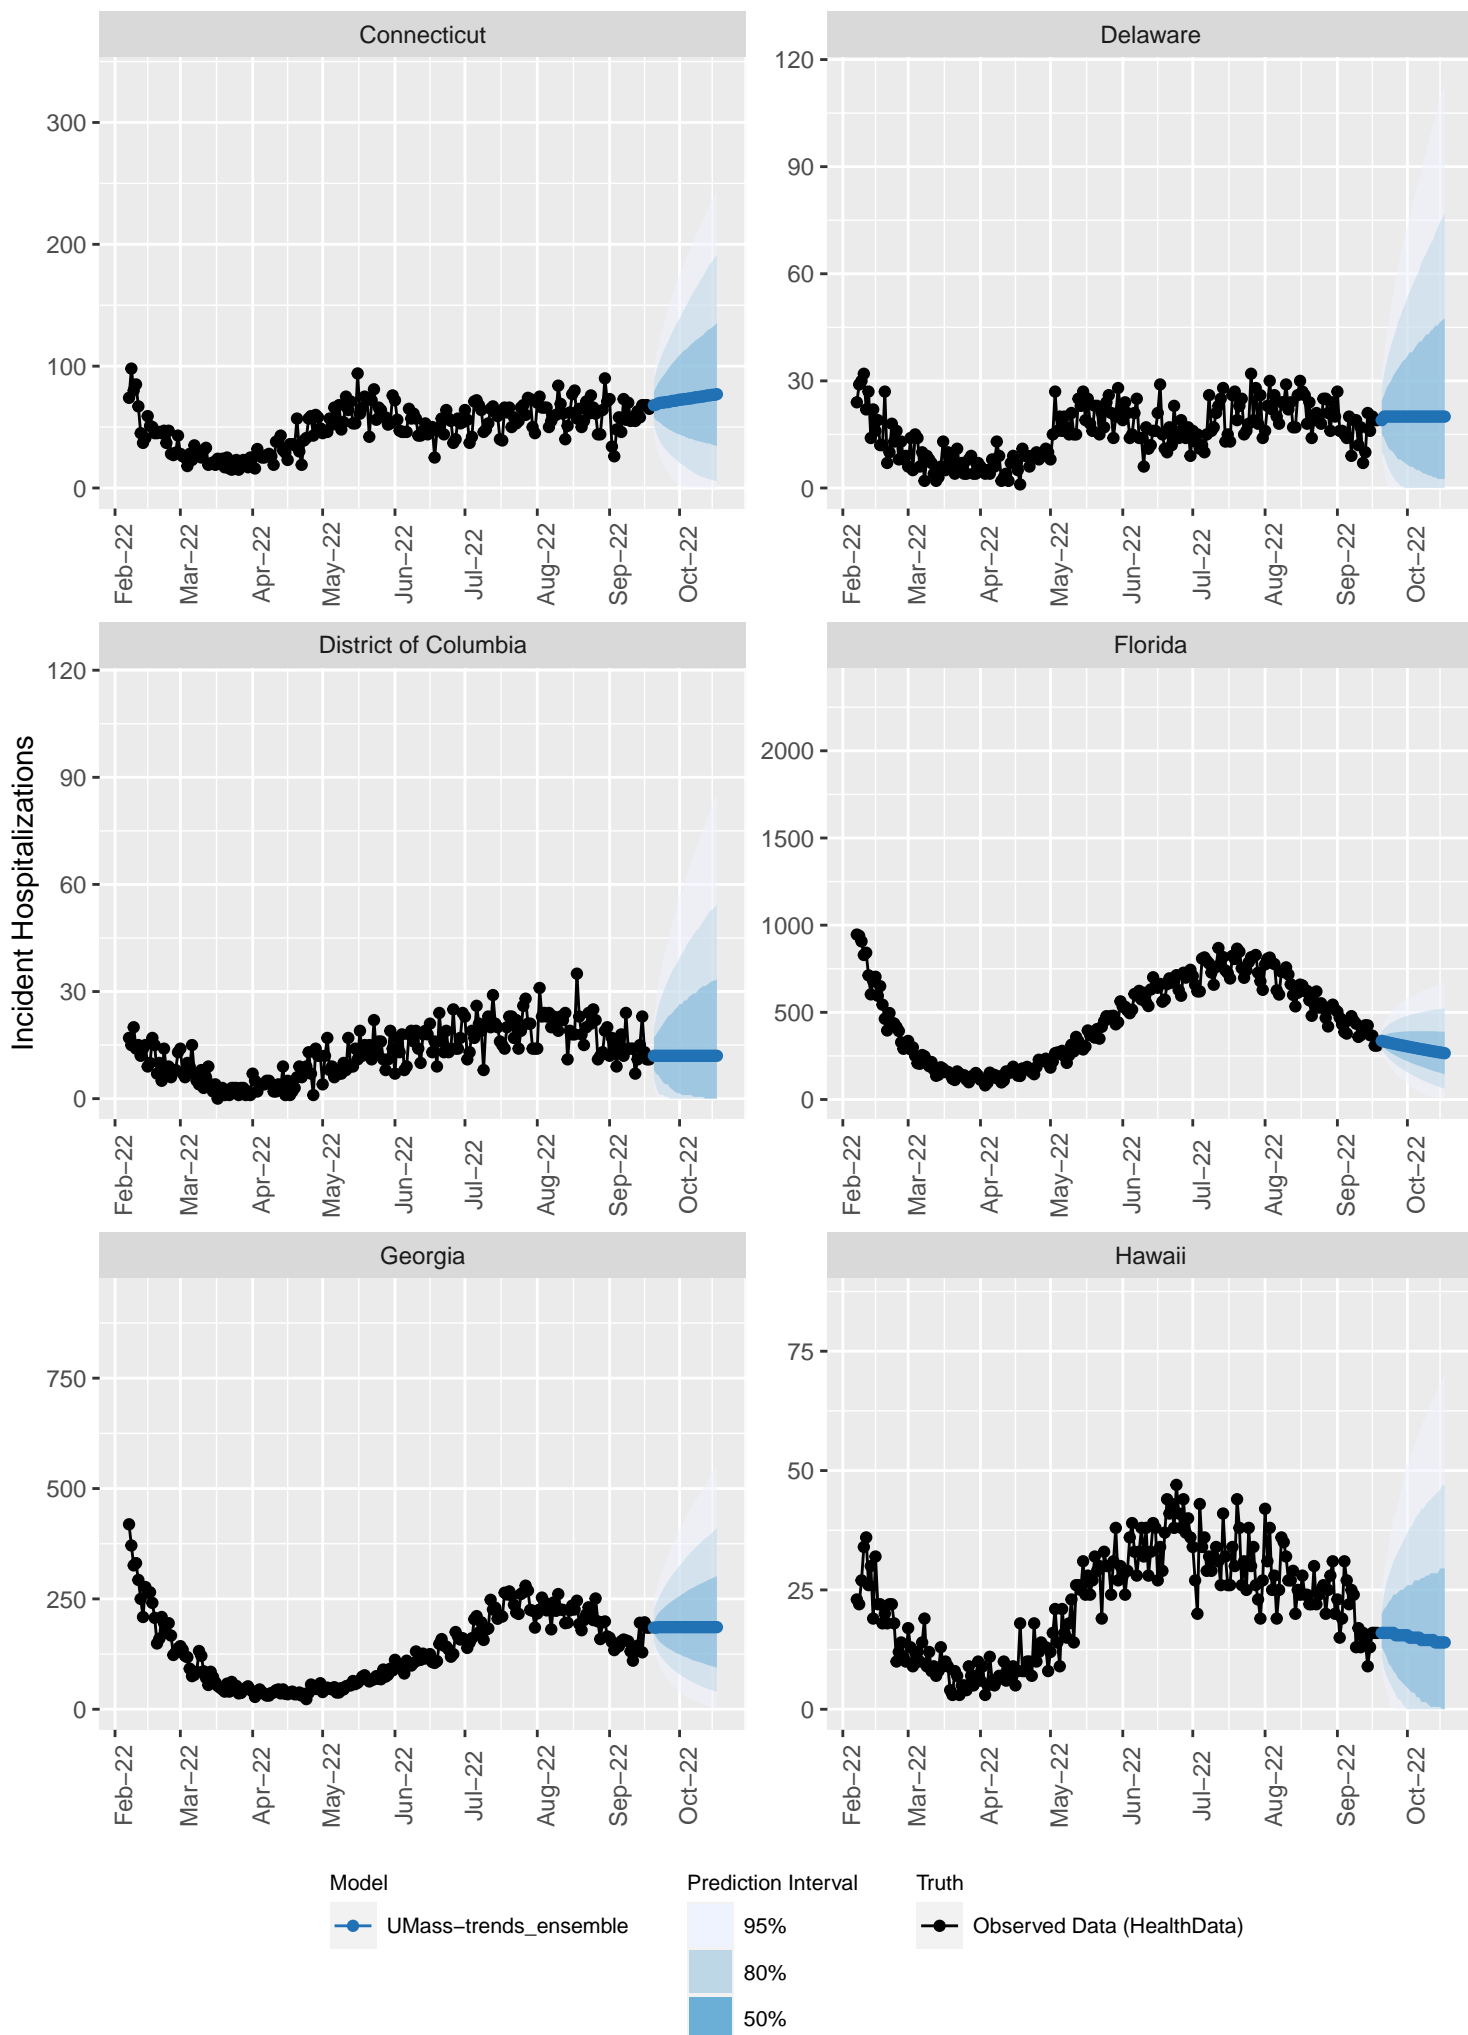 Connecticut
Delaware
300
200
100
0
120
90
60
30
0
Feb−22
Mar−22
Apr−22
May−22
Jun−22
Jul−22
Aug−22
Sep−22
Oct−22
Feb−22
Mar−22
Apr−22
May−22
Jun−22
Jul−22
Aug−22
Sep−22
Oct−22
Incident Hospitalizations
District of Columbia
Florida
120
90
60
30
0
2000
1500
1000
500
0
Feb−22
Mar−22
Apr−22
May−22
Jun−22
Jul−22
Aug−22
Sep−22
Oct−22
Feb−22
Mar−22
Apr−22
May−22
Jun−22
Jul−22
Aug−22
Sep−22
Oct−22
Georgia
Hawaii
750
500
250
0
75
50
25
0
Feb−22
Mar−22
Apr−22
May−22
Jun−22
Jul−22
Aug−22
Sep−22
Oct−22
Feb−22
Mar−22
Apr−22
May−22
Jun−22
Jul−22
Aug−22
Sep−22
Oct−22
Model
UMass−trends_ensemble
Prediction Interval
95%
80%
50%
Truth
Observed Data (HealthData)